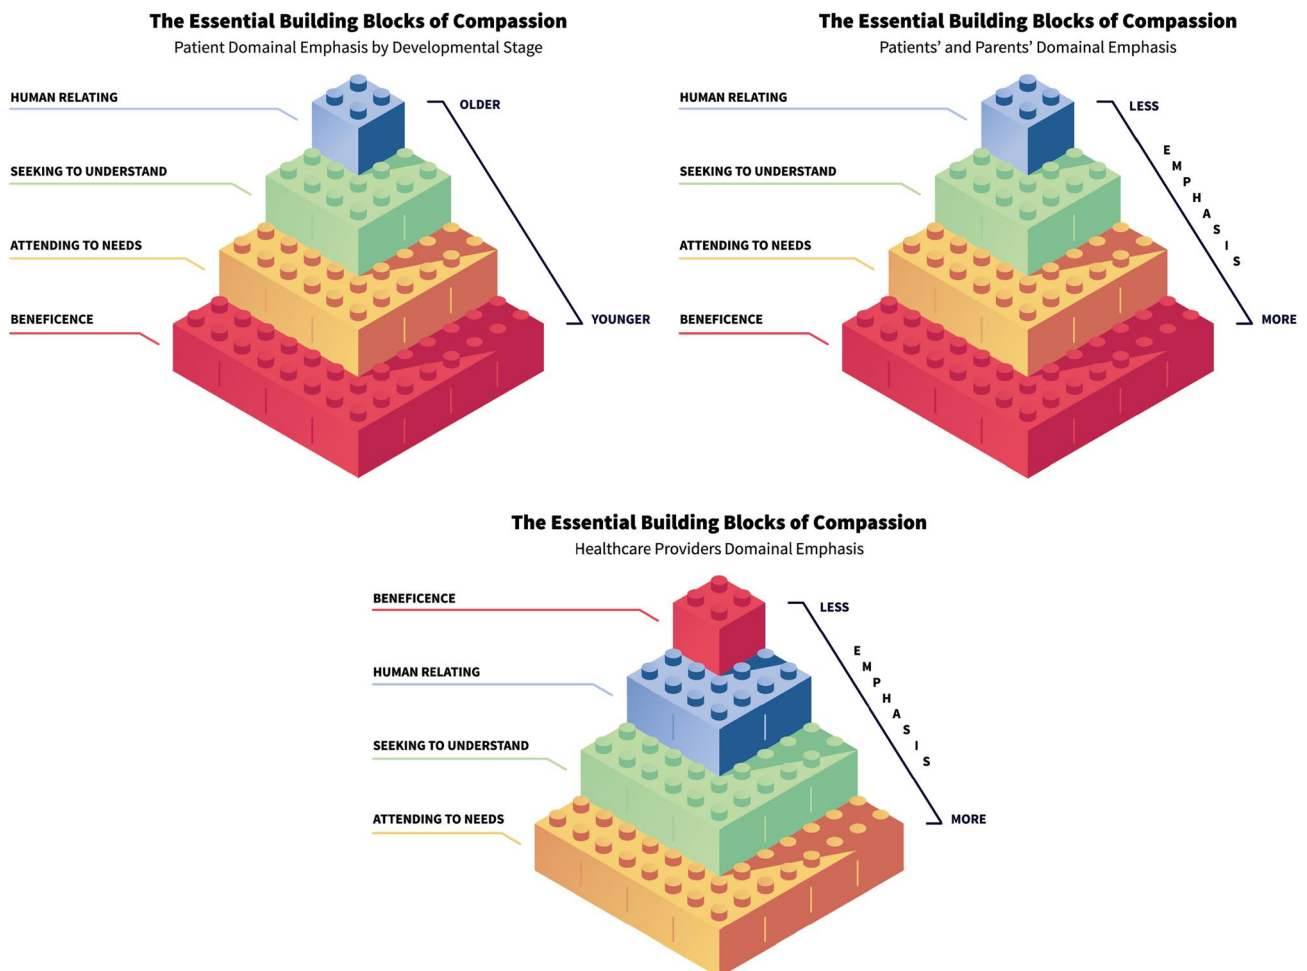 The Essential Building Blocks of Compassion
Patient Domainal Emphasis by Developmental Stage
HUMAN RELATING
SEEKING TO UNDERSTAND
ATTENDING TO NEEDS
BENEFICENCE
OLDER
YOUNGER
The Essential Building Blocks of Compassion
Patients’ and Parents’ Domainal Emphasis
HUMAN RELATING
SEEKING TO UNDERSTAND
ATTENDING TO NEEDS
BENEFICENCE
LESS
EMPHASIS
MORE
The Essential Building Blocks of Compassion
Healthcare Providers Domainal Emphasis
BENEFICENCE
HUMAN RELATING
SEEKING TO UNDERSTAND
ATTENDING TO NEEDS
LESS
EMPHASIS
MORE